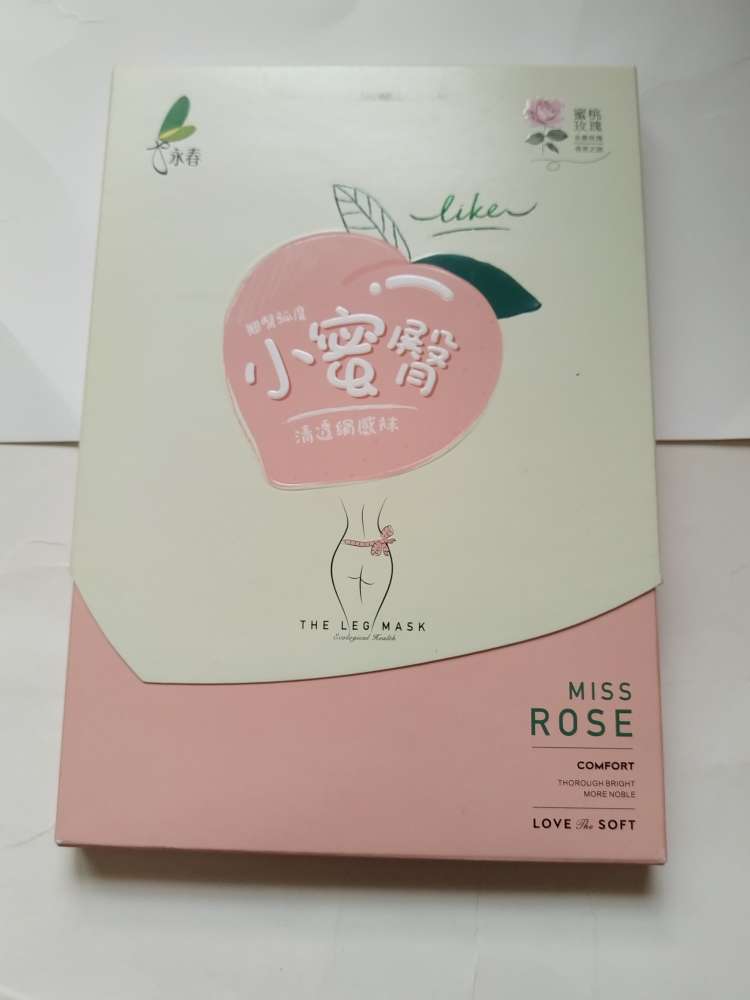 永春
蜜桃
玫瑰
like
小蜜臀
清透绢感袜
THE LEG MASK
Ecological Health
MISS
ROSE
COMFORT
THOROUGH BRIGHT
MORE NOBLE
LOVE The SOFT